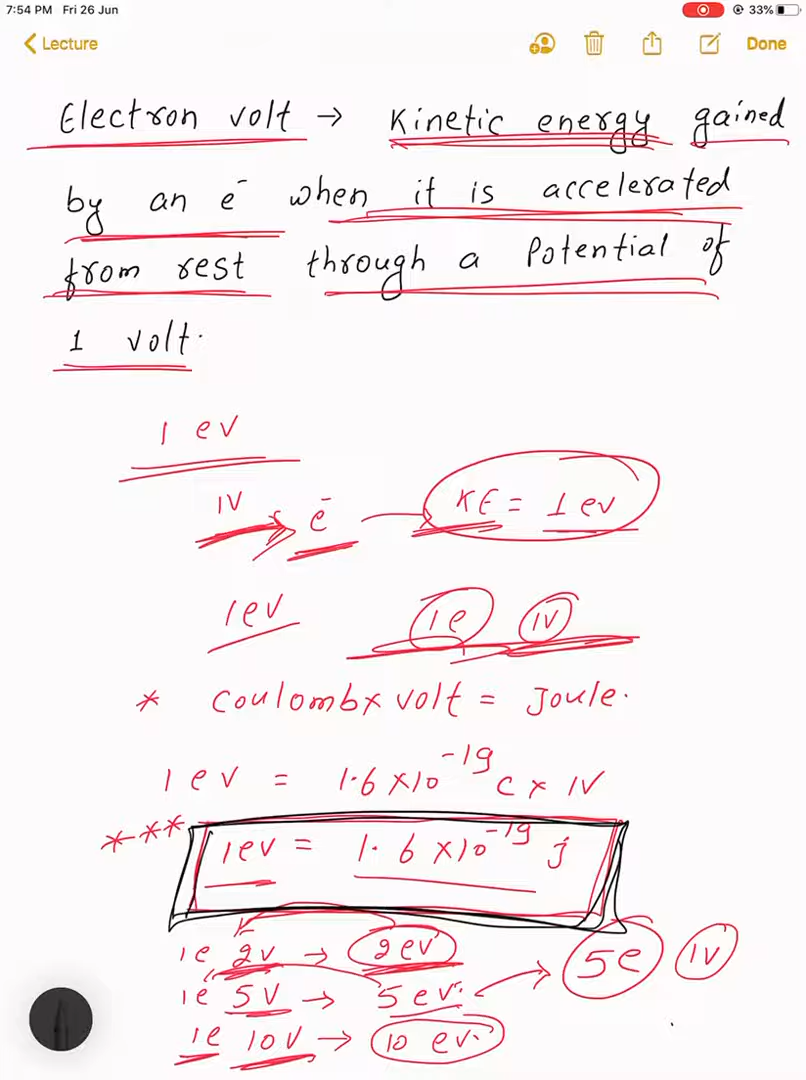 7:54 PM Fri 26 Jun 33%
Lecture Done
Electron volt → Kinetic energy gained
by an e⁻ when it is accelerated
from rest through a Potential of
1 volt.
1 ev
1V e⁻ KE = 1 ev
1ev 1e 1V
* Coulomb x volt = Joule.
1 ev = 1.6 x 10⁻¹⁹ C x 1V
*** 1ev = 1.6 x 10⁻¹⁹ j
1e 2v → 2 ev
1e 5V → 5 ev. → 5e 1V
1e 10V → 10 ev.